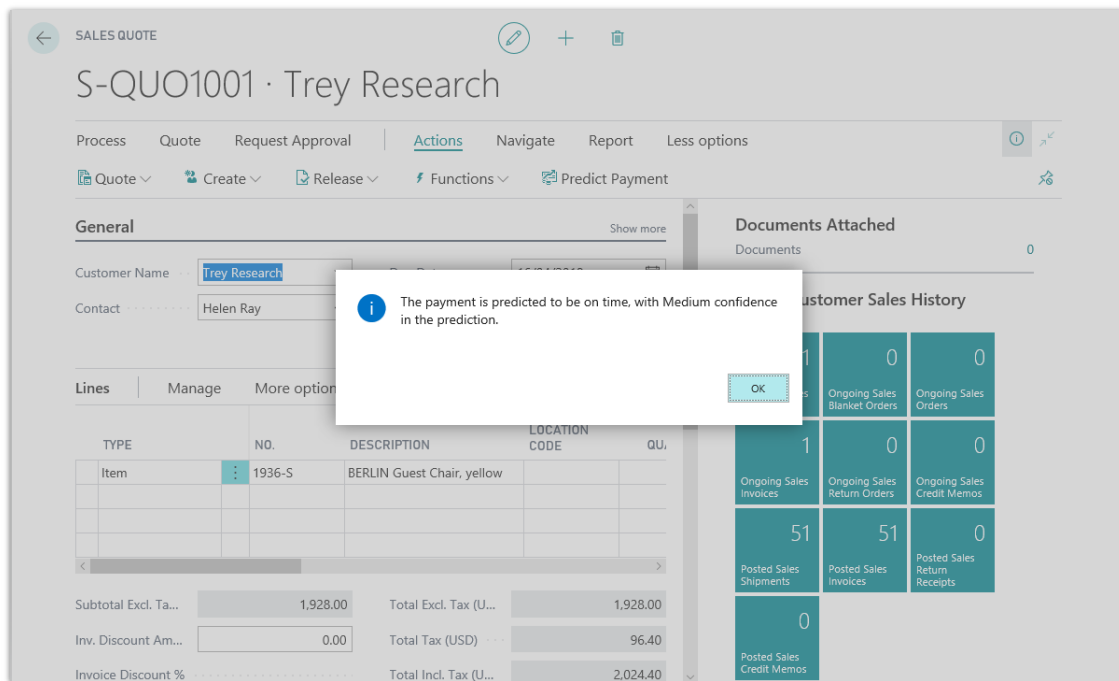 SALES QUOTE
S-QUO1001 · Trey Research
Process Quote Request Approval Actions Navigate Report Less options
Quote Create Release Functions Predict Payment
General Show more
Customer Name Trey Research
Contact Helen Ray
The payment is predicted to be on time, with Medium confidence
in the prediction.
OK
Lines Manage More option
TYPE NO. DESCRIPTION LOCATION CODE QU
Item 1936-S BERLIN Guest Chair, yellow
Subtotal Excl. Ta... 1,928.00 Total Excl. Tax (U... 1,928.00
Inv. Discount Am... 0.00 Total Tax (USD) 96.40
Invoice Discount % Total Incl. Tax (U... 2,024.40
Documents Attached
Documents 0
ustomer Sales History
1
0
Ongoing Sales
Blanket Orders
0
Ongoing Sales
Orders
1
Ongoing Sales
Invoices
0
Ongoing Sales
Return Orders
0
Ongoing Sales
Credit Memos
51
Posted Sales
Shipments
51
Posted Sales
Invoices
0
Posted Sales
Return
Receipts
0
Posted Sales
Credit Memos